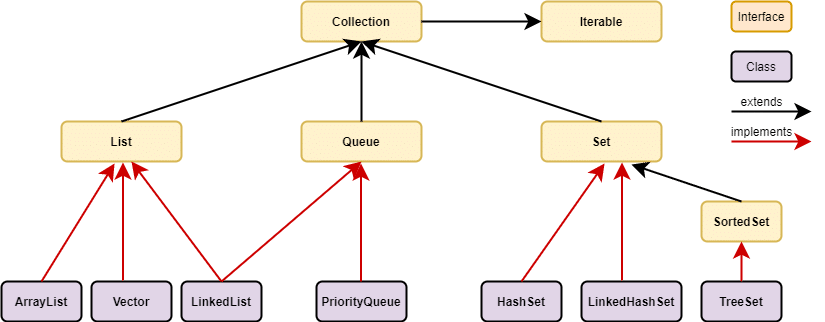 Collection
Iterable
Interface
Class
extends
implements
List
Queue
Set
SortedSet
ArrayList
Vector
LinkedList
PriorityQueue
HashSet
LinkedHashSet
TreeSet